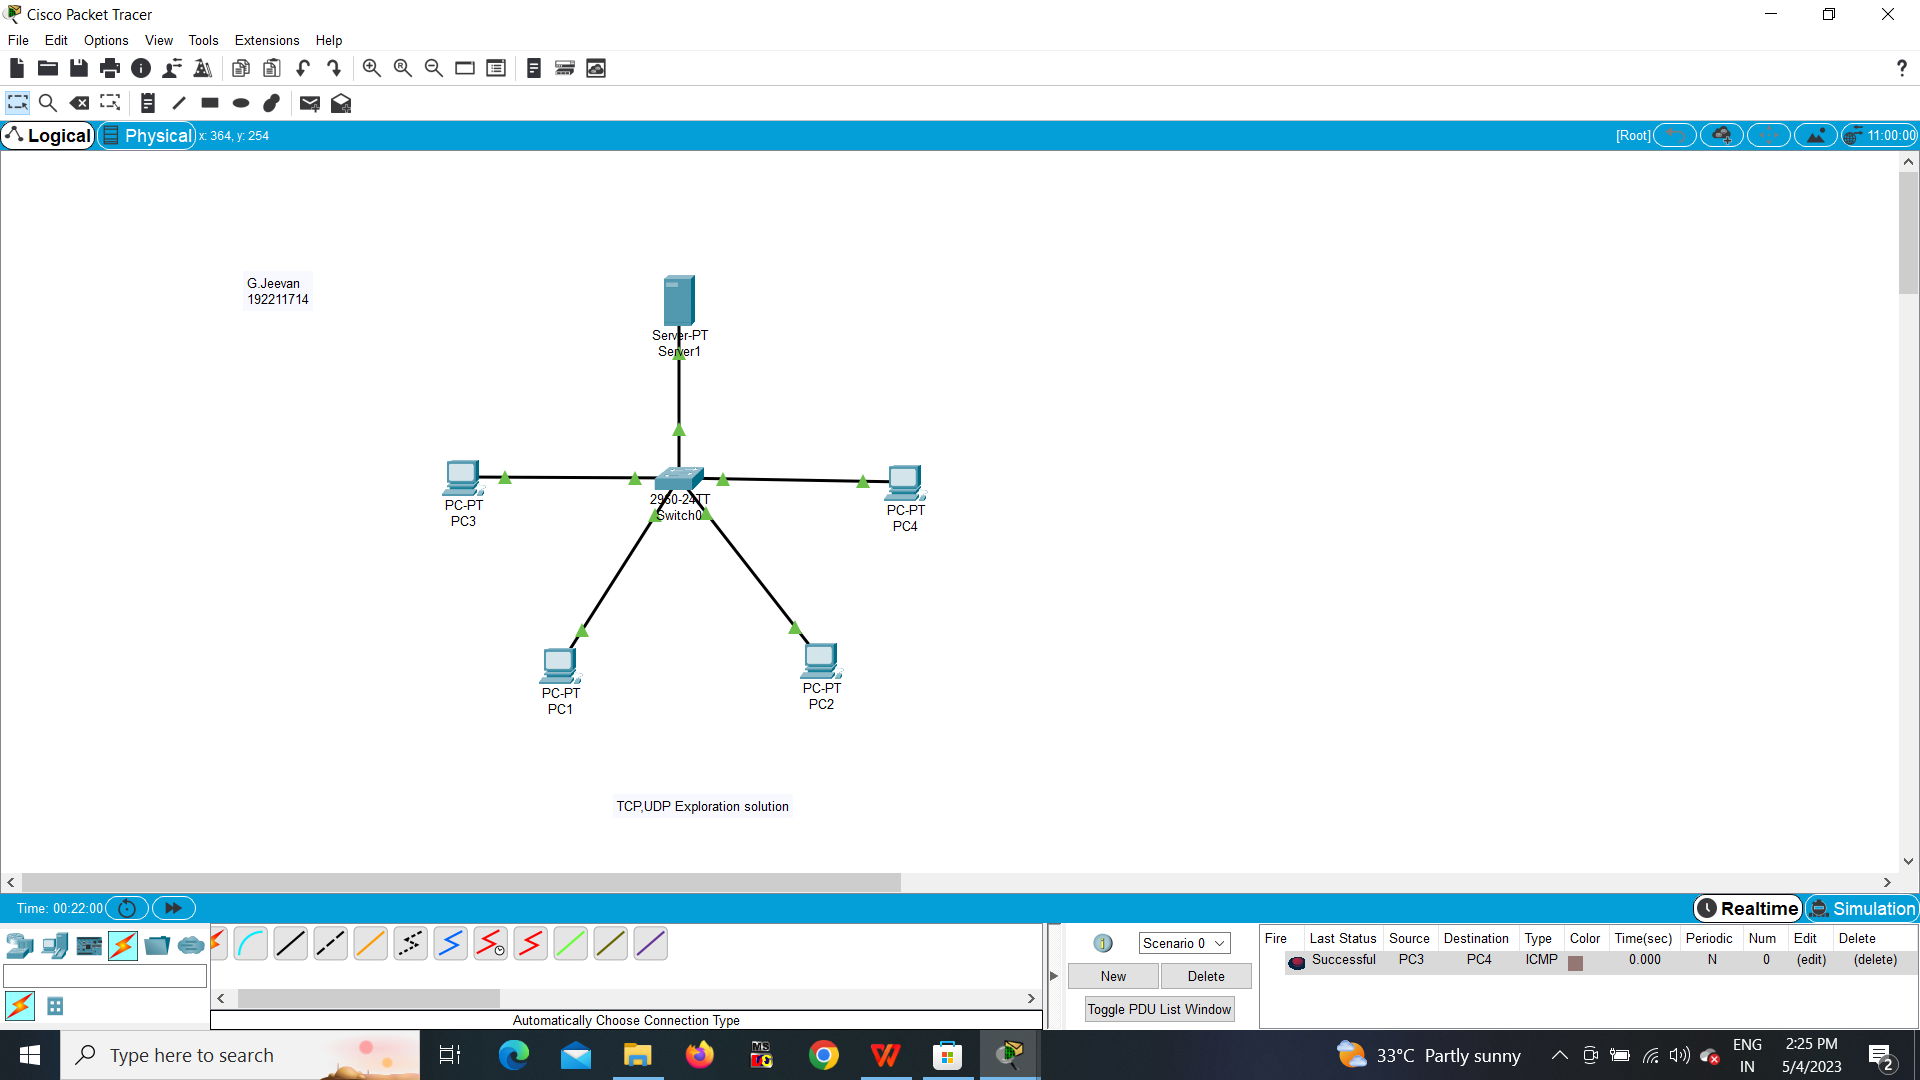 Cisco Packet Tracer
File Edit Options View Tools Extensions Help
?
Logical Physical x: 364, y: 254 [Root] 11:00:00
G.Jeevan
192211714
Server-PT
Server1
PC-PT
PC3
2960-24TT
Switch0
PC-PT
PC4
PC-PT
PC1
PC-PT
PC2
TCP,UDP Exploration solution
Time: 00:22:00 Realtime Simulation
Scenario 0
New Delete
Toggle PDU List Window
Fire Last Status Source Destination Type Color Time(sec) Periodic Num Edit Delete
Successful PC3 PC4 ICMP 0.000 N 0 (edit) (delete)
Automatically Choose Connection Type
Type here to search
33°C Partly sunny
ENG
IN
2:25 PM
5/4/2023
2